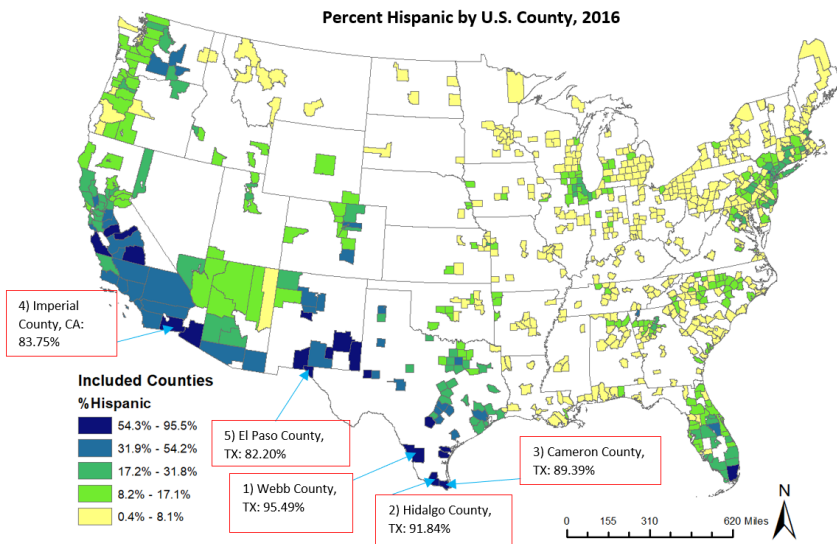 Percent Hispanic by U.S. County, 2016
4) Imperial
County, CA:
83.75%
Included Counties
%Hispanic
54.3% - 95.5%
31.9% - 54.2%
17.2% - 31.8%
8.2% - 17.1%
0.4% - 8.1%
5) El Paso County,
TX: 82.20%
1) Webb County,
TX: 95.49%
2) Hidalgo County,
TX: 91.84%
3) Cameron County,
TX: 89.39%
N
0 155 310 620 Miles